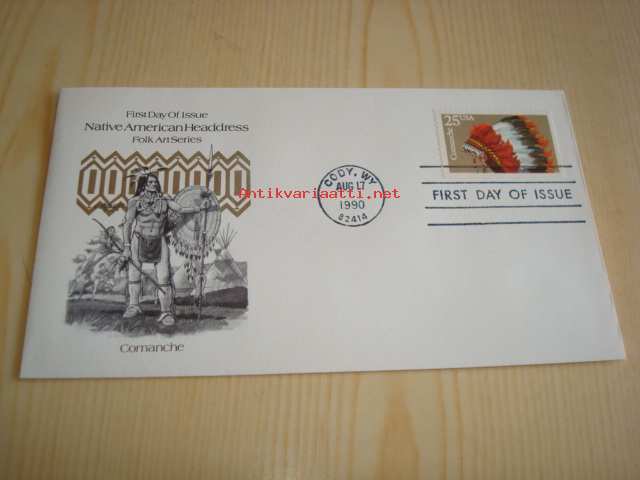 First Day Of Issue
Native American Headdress
Folk Art Series
Comanche
CODY, WY
AUG 17
1990
82414
25 USA
Comanche
FIRST DAY OF ISSUE
Antikvariaatti.net